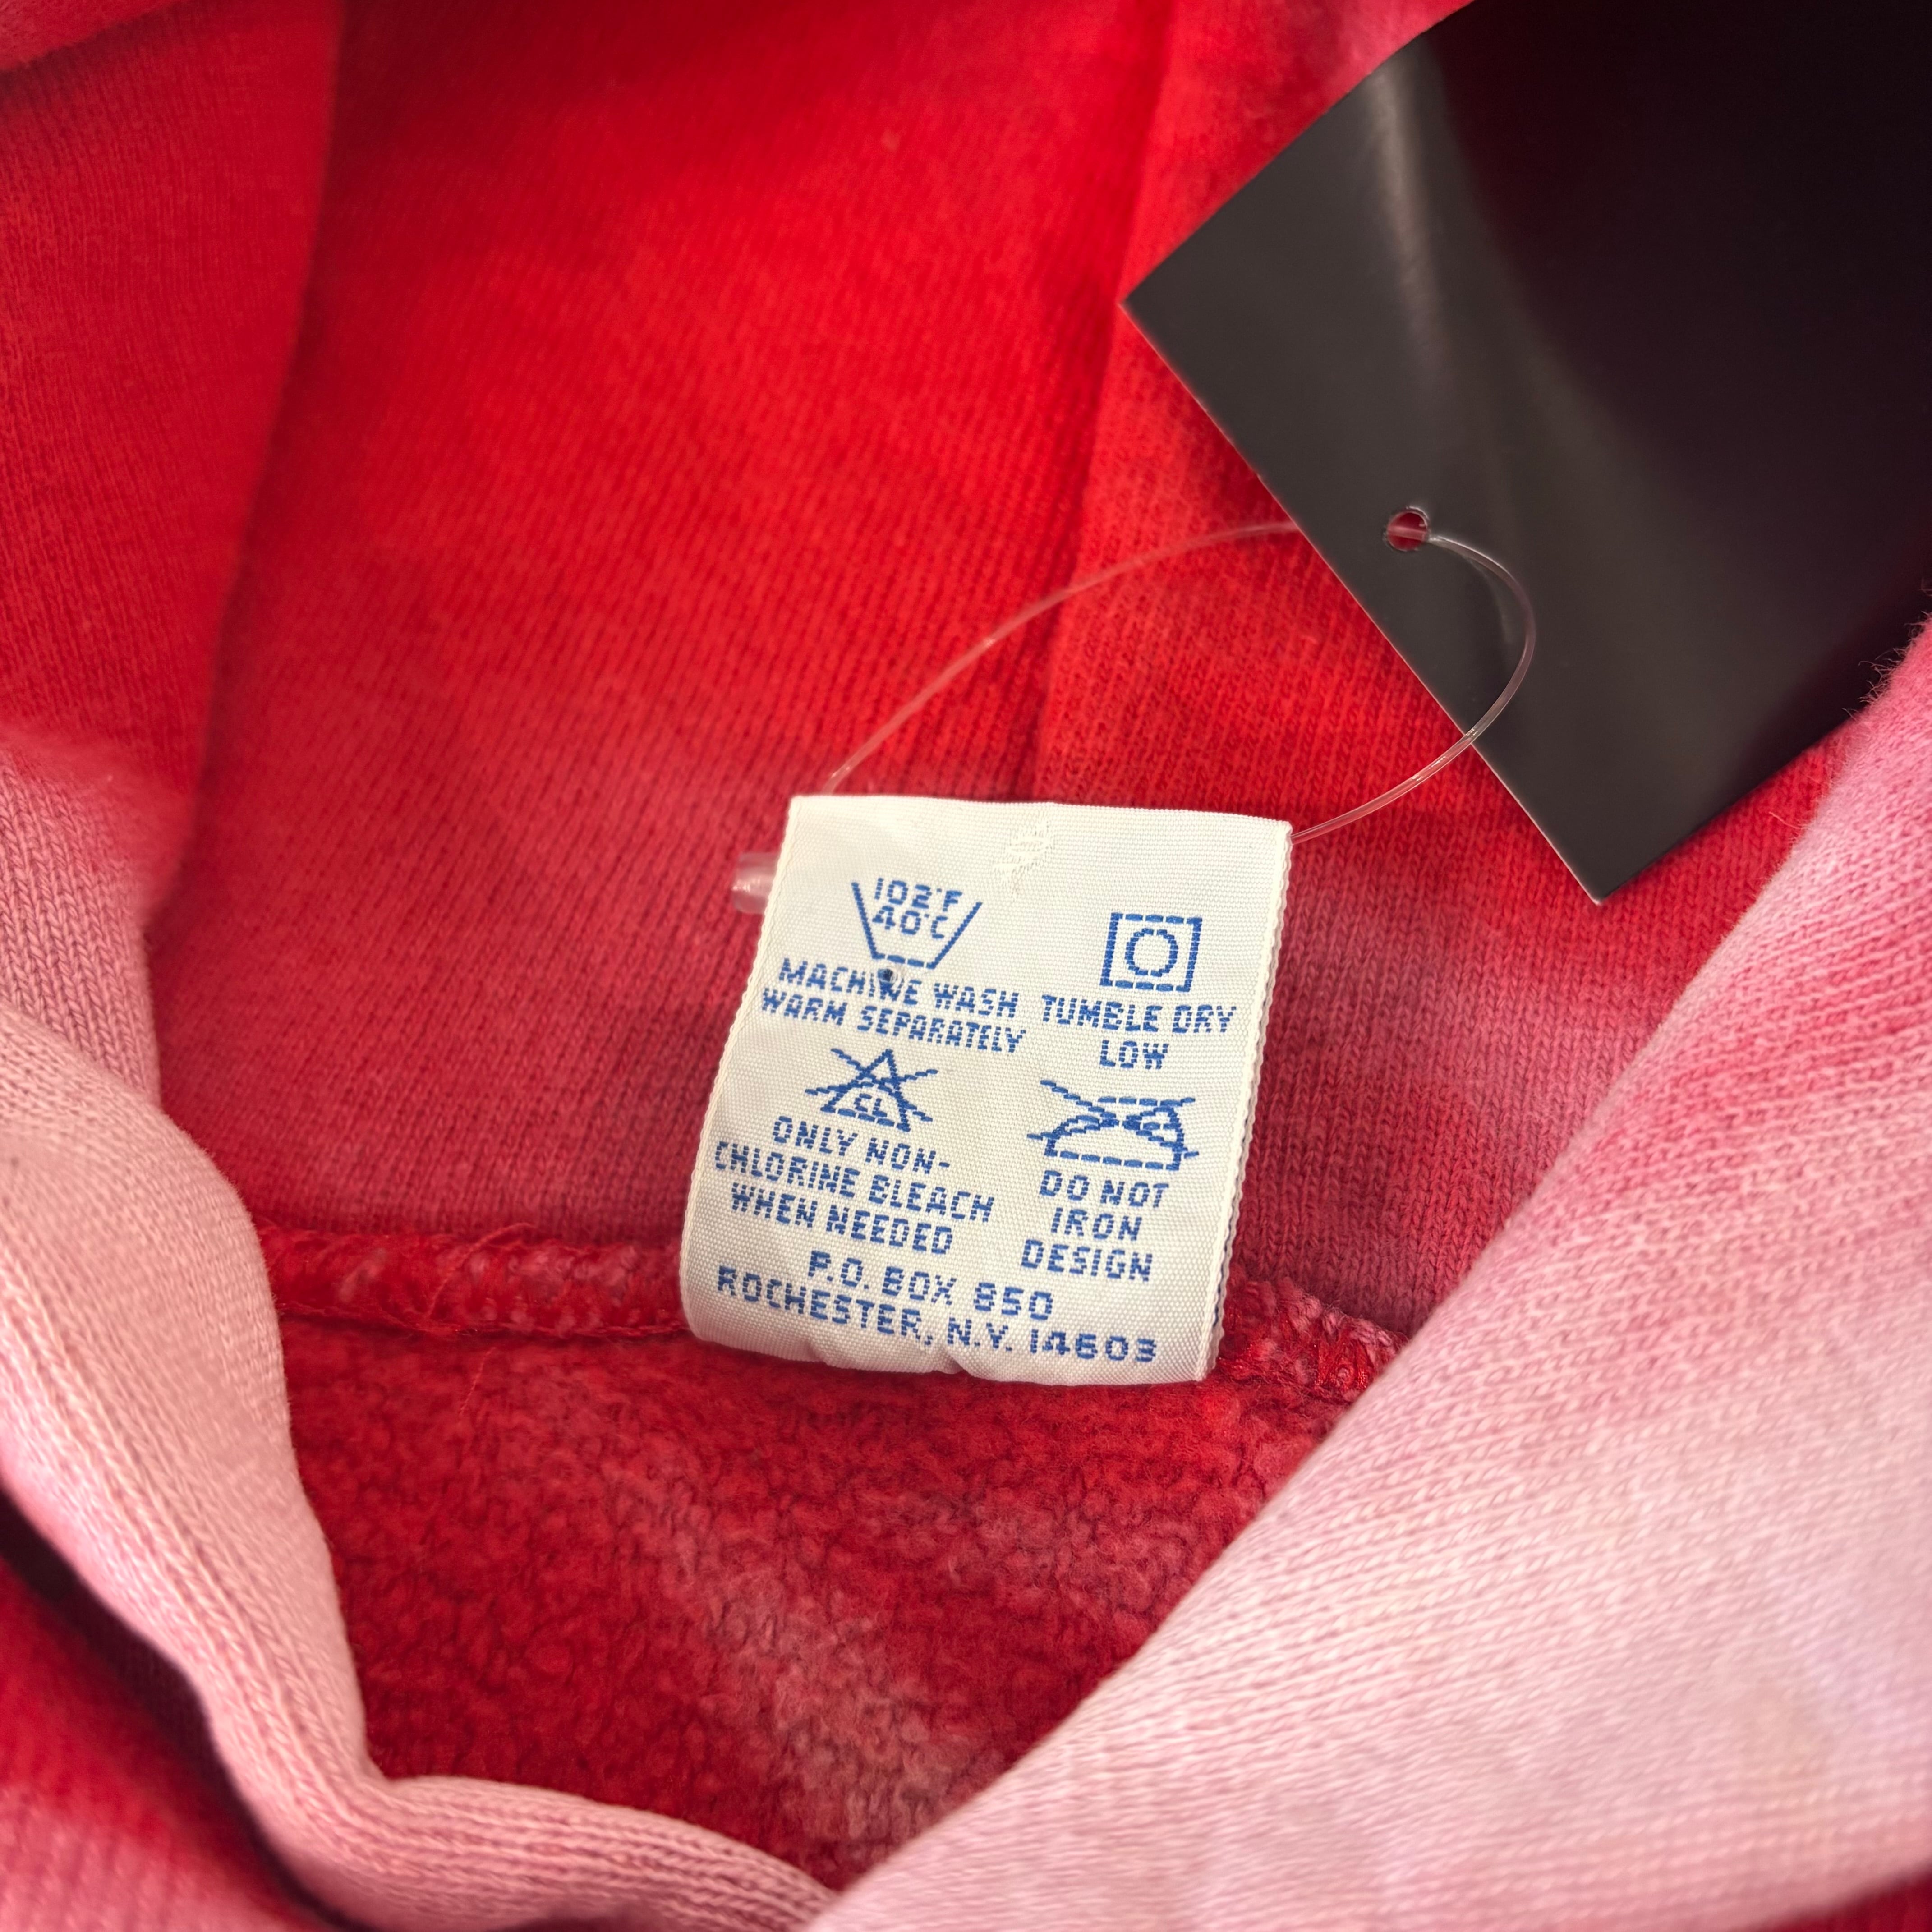 102°F
40°C
MACHINE WASH
WARM SEPARATELY
TUMBLE DRY
LOW
CL
ONLY NON-
CHLORINE BLEACH
WHEN NEEDED
DO NOT
IRON
DESIGN
P.O. BOX 850
ROCHESTER, N.Y. 14603